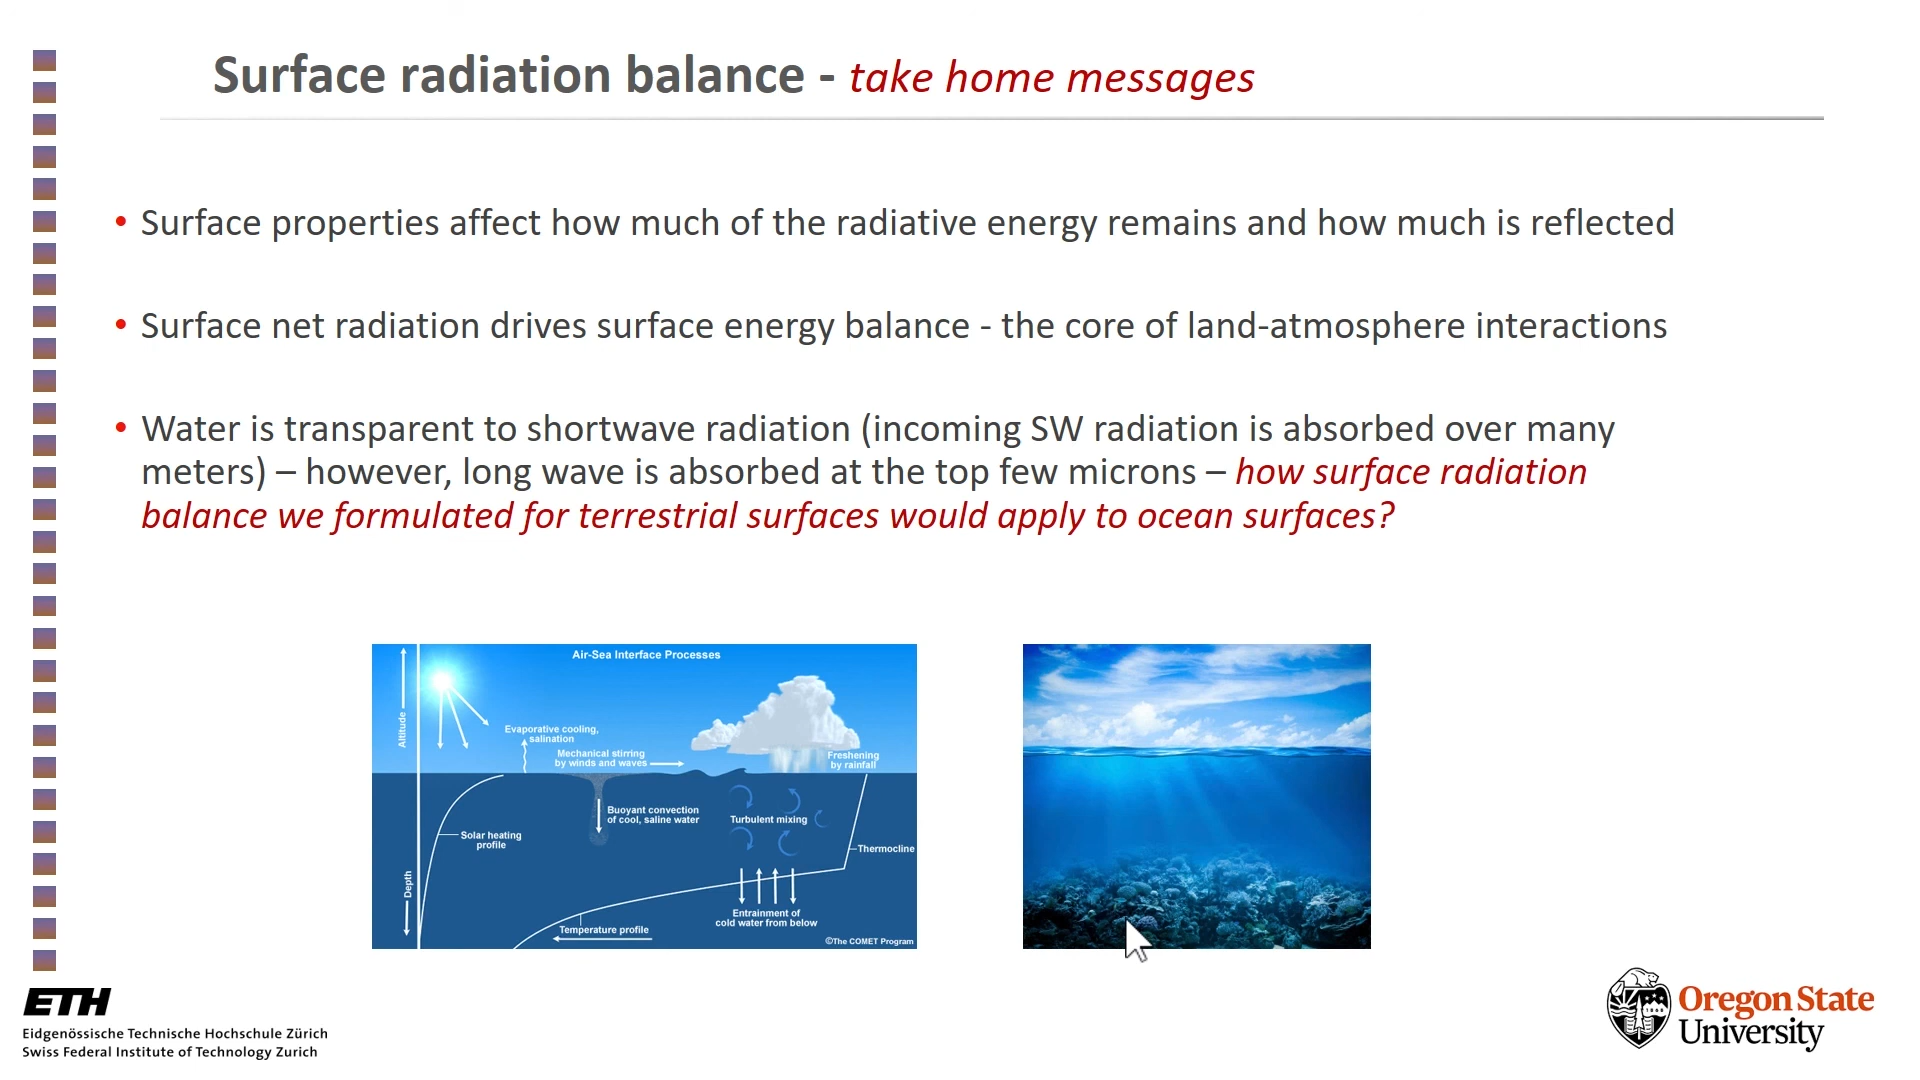 Surface radiation balance - take home messages
• Surface properties affect how much of the radiative energy remains and how much is reflected
• Surface net radiation drives surface energy balance - the core of land-atmosphere interactions
• Water is transparent to shortwave radiation (incoming SW radiation is absorbed over many
meters) – however, long wave is absorbed at the top few microns – how surface radiation
balance we formulated for terrestrial surfaces would apply to ocean surfaces?
Air-Sea Interface Processes
Altitude
Evaporative cooling,
salination
Mechanical stirring
by winds and waves
Freshening
by rainfall
Buoyant convection
of cool, saline water
Turbulent mixing
Solar heating
profile
Thermocline
Depth
Entrainment of
cold water from below
Temperature profile
©The COMET Program
ETH
Eidgenössische Technische Hochschule Zürich
Swiss Federal Institute of Technology Zurich
1868
Oregon State
University